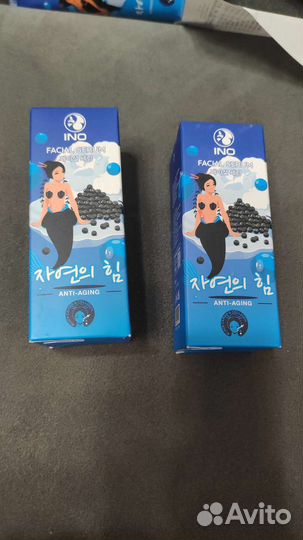 INO
FACIAL SERUM
자연의 힘
ANTI-AGING
INO
FACIAL SERUM
자연의 힘
ANTI-AGING
Avito